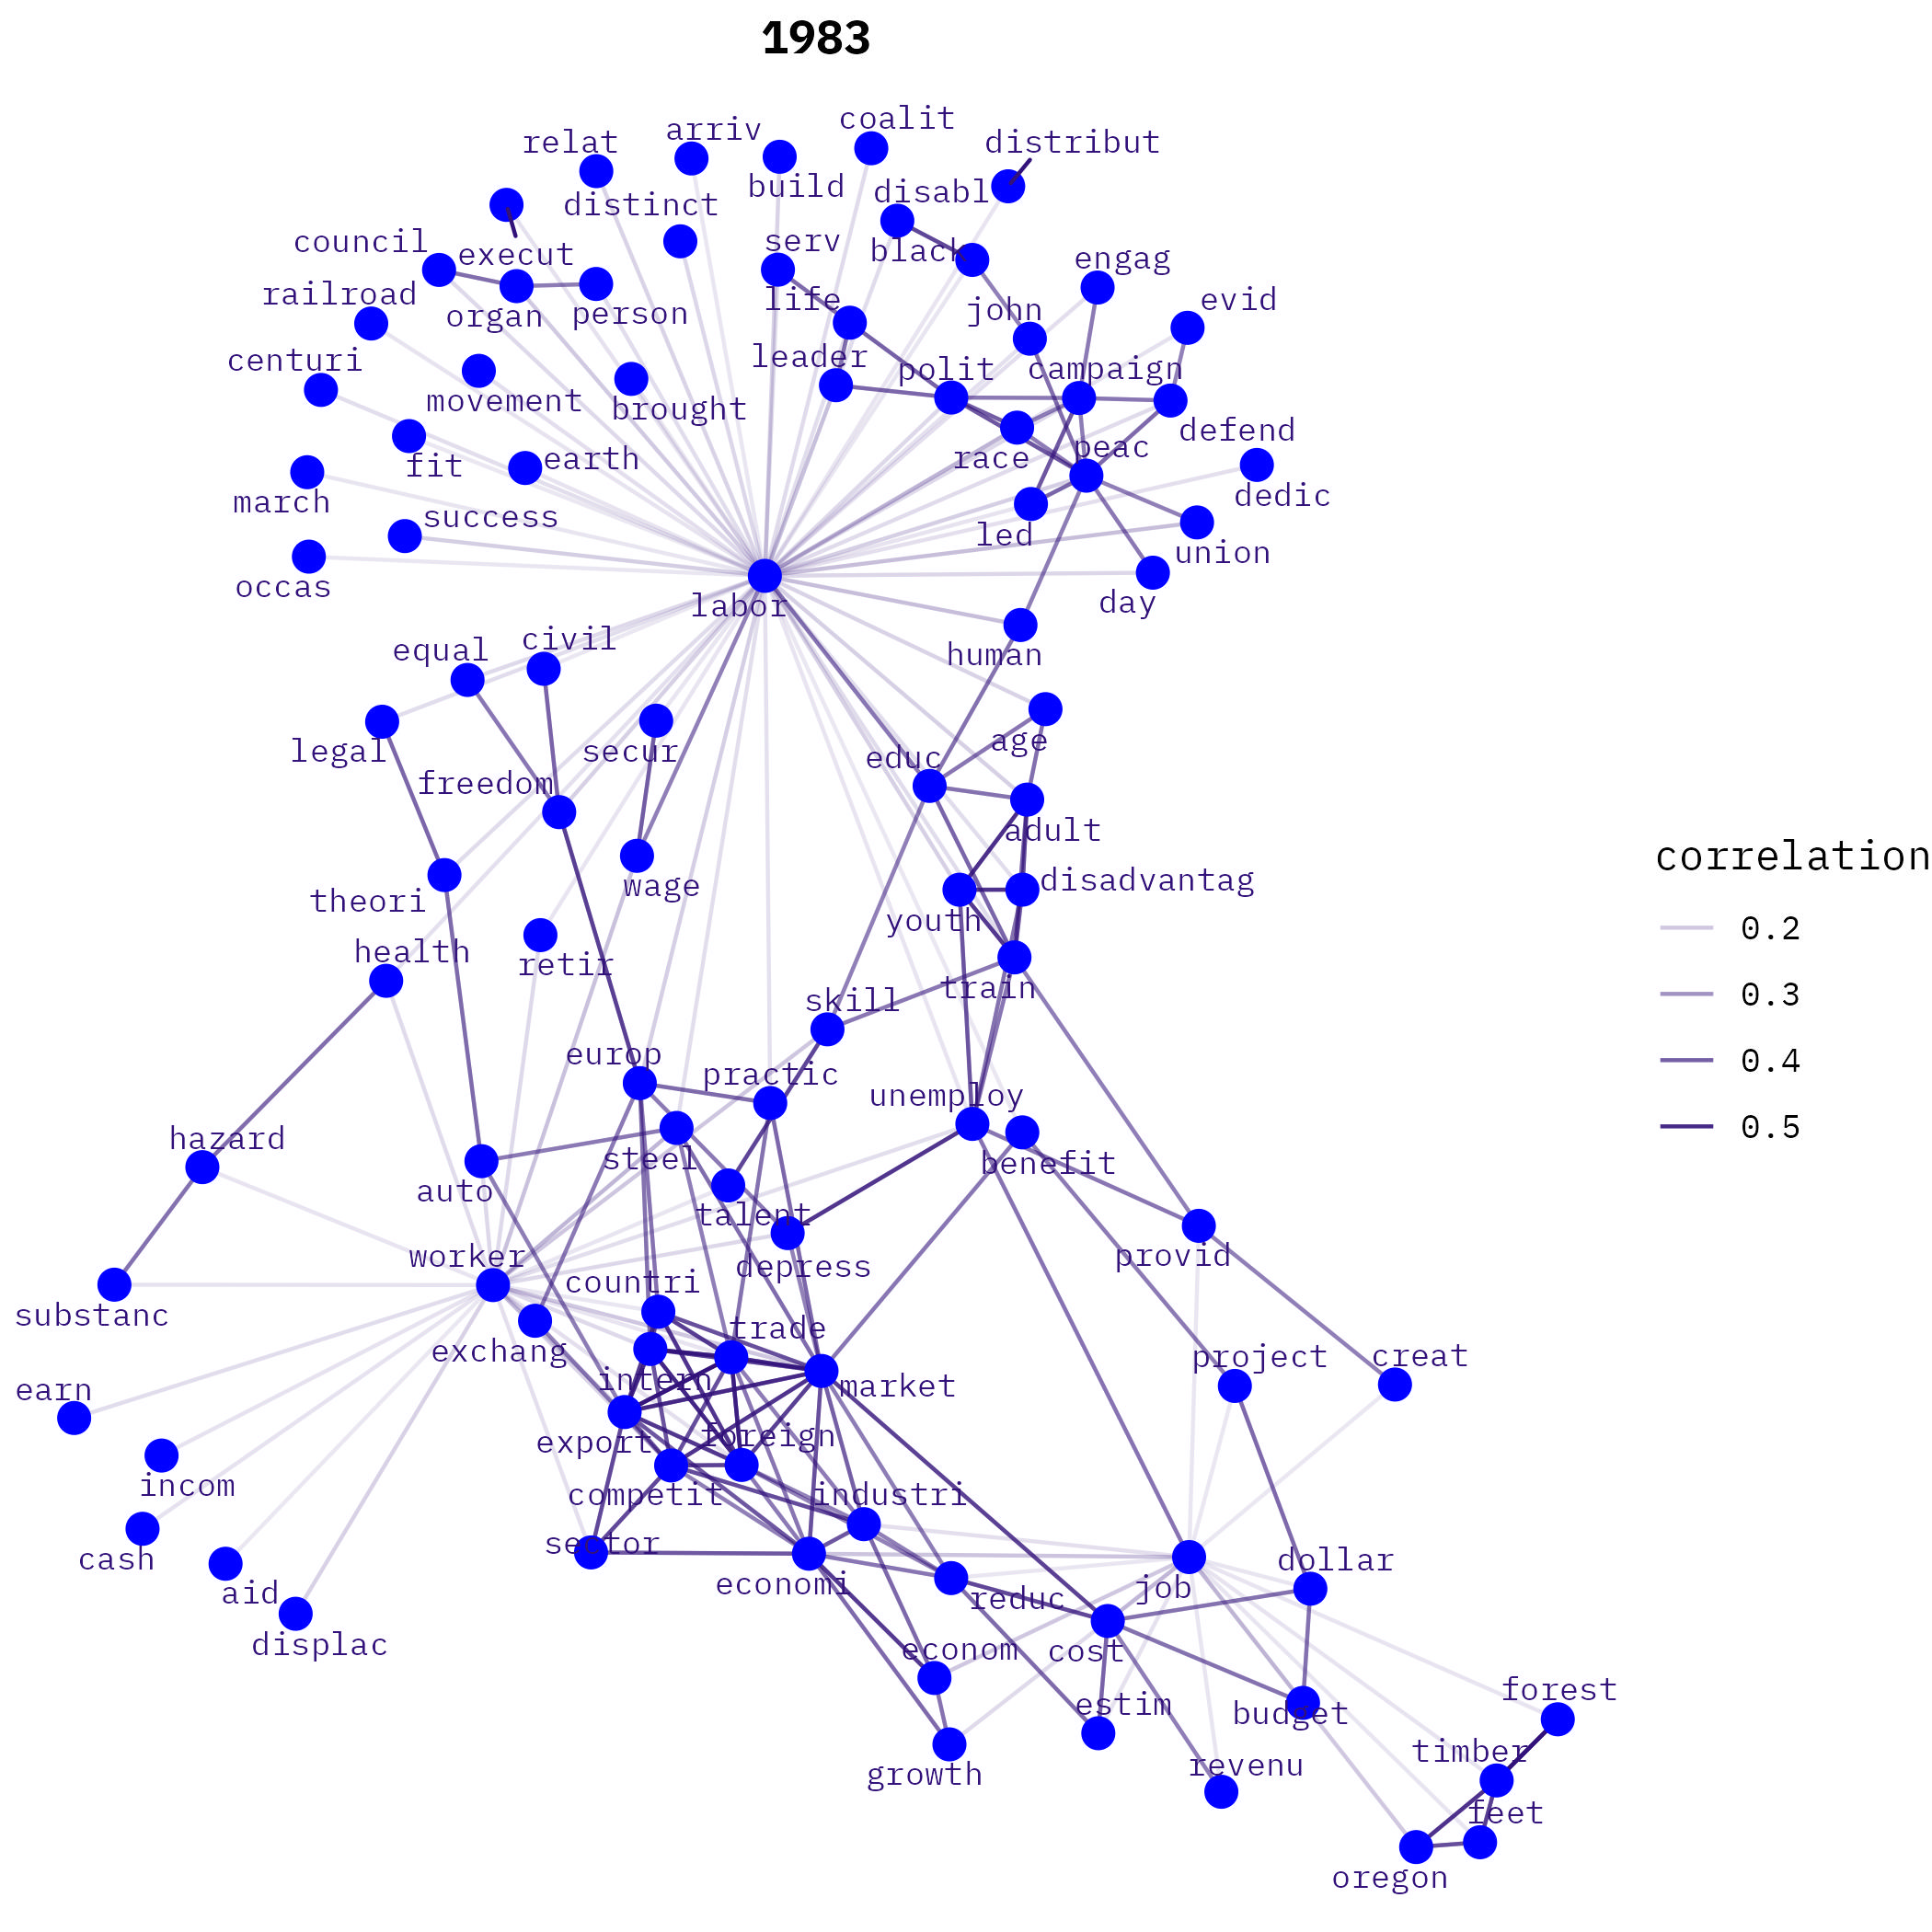 1983
coalit
arriv
relat
distribut
build
disabl
distinct
council
execut
serv
black
engag
railroad
organ
person
life
john
evid
centuri
leader
polit
campaign
movement
brought
defend
fit
earth
race
peac
march
dedic
success
led
union
occas
labor
day
equal
civil
human
legal
secur
age
freedom
educ
adult
theori
wage
disadvantag
youth
health
retir
train
skill
europ
practic
unemploy
hazard
steel
benefit
auto
talent
worker
depress
provid
substanc
countri
exchang
trade
intern
market
project
creat
earn
export
foreign
incom
competit
industri
cash
sector
economi
reduc
job
dollar
aid
displac
econom
cost
estim
budget
forest
growth
revenu
timber
feet
oregon
correlation
0.2
0.3
0.4
0.5